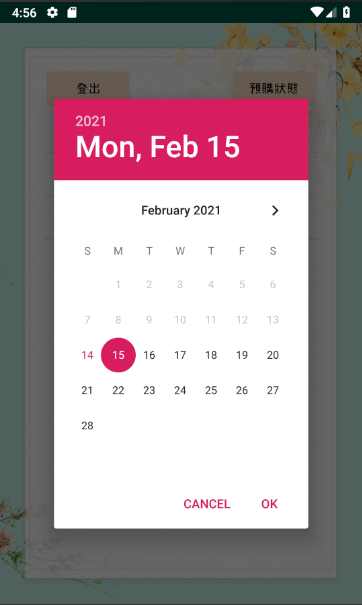 4:56
登出 預購狀態
2021
Mon, Feb 15
February 2021
S M T W T F S
1 2 3 4 5 6
7 8 9 10 11 12 13
14 15 16 17 18 19 20
21 22 23 24 25 26 27
28
CANCEL OK